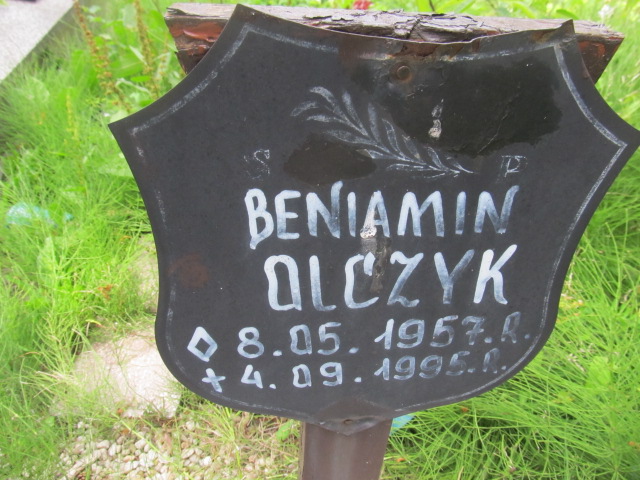 S P
BENIAMIN
OLCZYK
◇ 8.05.1957.R.
+ 4.09.1995.R.